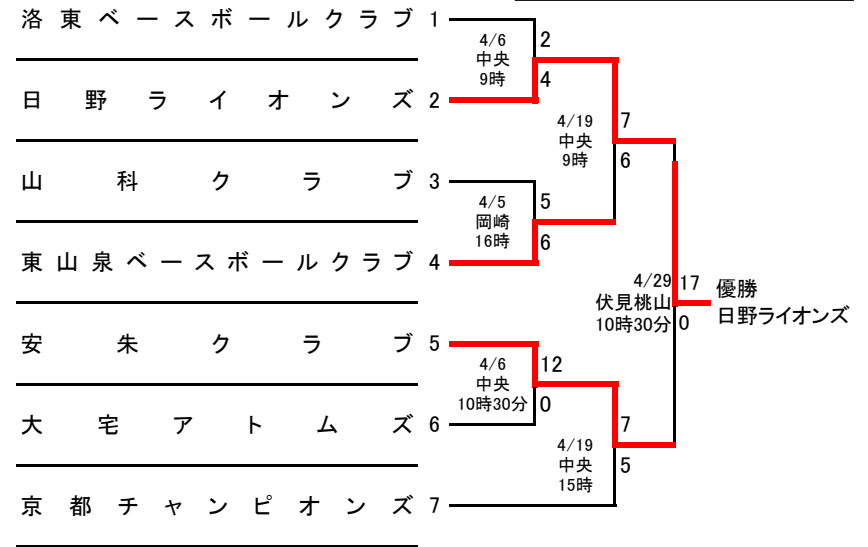 洛東ベースボールクラブ 1
4/6
中央
9時
2
4
日野ライオンズ 2
4/19
中央
9時
7
6
山科クラブ 3
4/5
岡崎
16時
5
6
東山泉ベースボールクラブ 4
4/29
伏見桃山
10時30分
17
0
優勝
日野ライオンズ
安朱クラブ 5
4/6
中央
10時30分
12
0
大宅アトムズ 6
4/19
中央
15時
7
5
京都チャンピオンズ 7